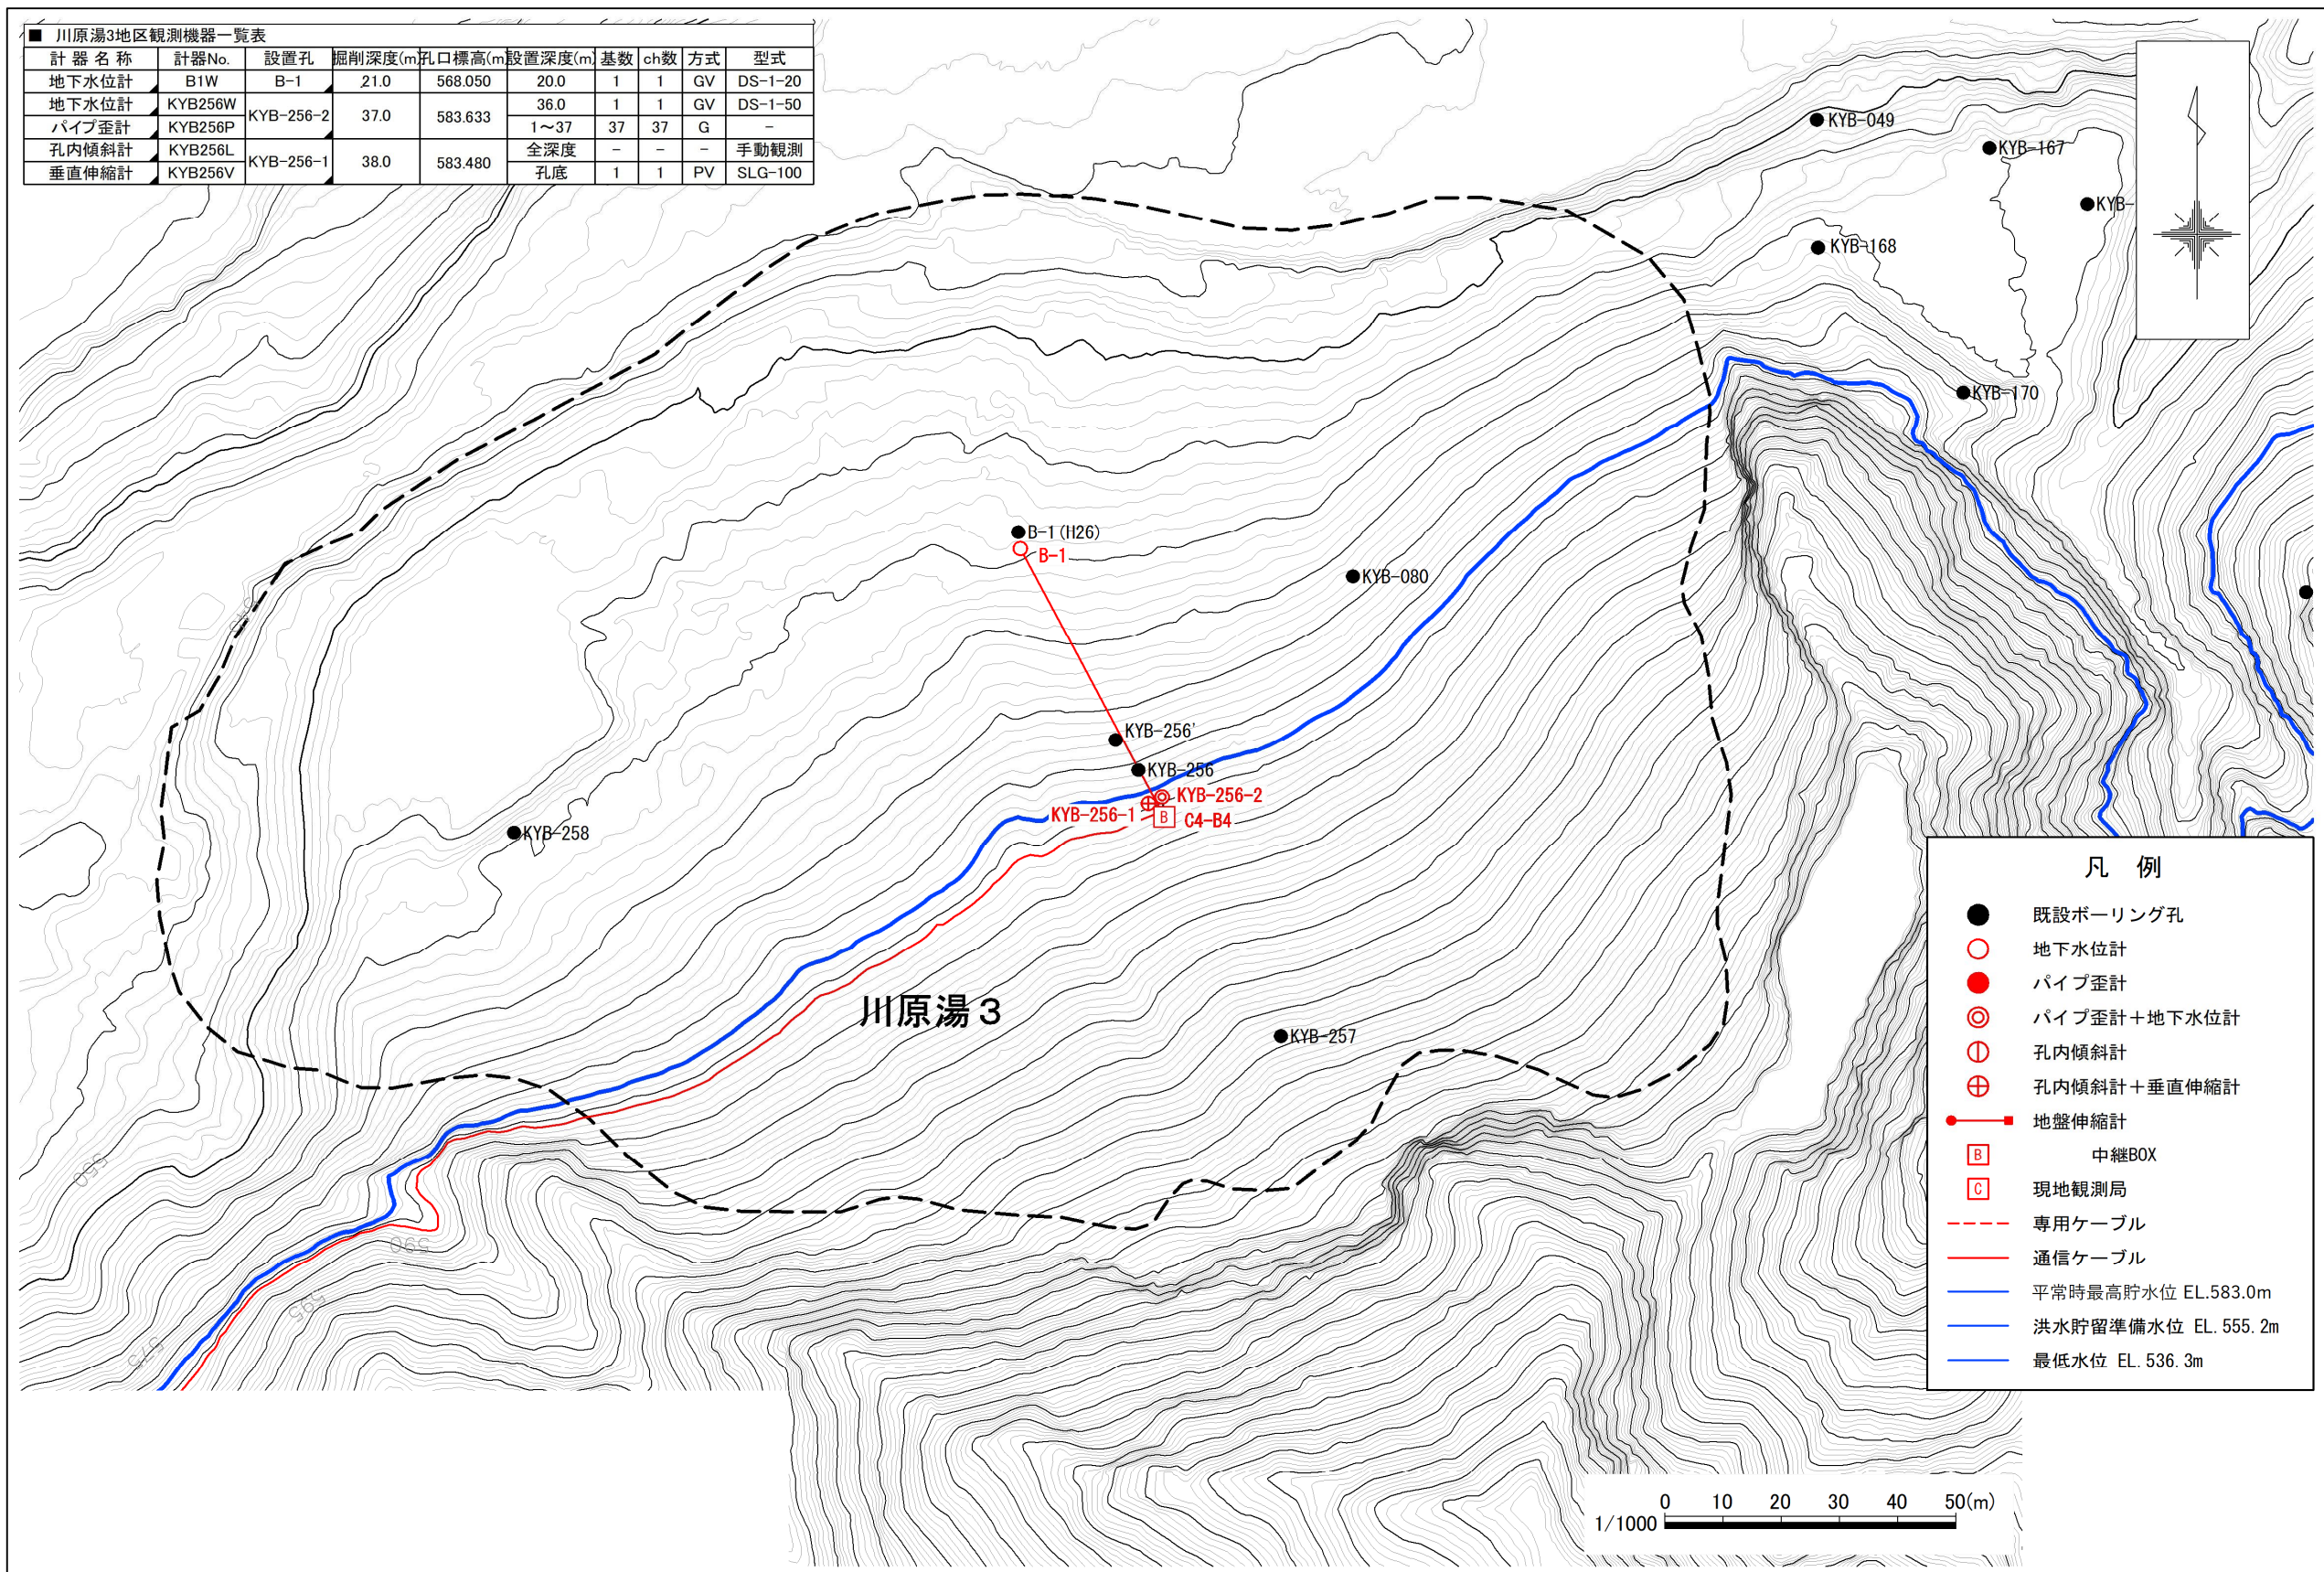 ■ 川原湯3地区観測機器一覧表
計器名称 計器No. 設置孔 掘削深度(m) 孔口標高(m) 設置深度(m) 基数 ch数 方式 型式
地下水位計 B1W B-1 21.0 568.050 20.0 1 1 GV DS-1-20
地下水位計 KYB256W KYB-256-2 37.0 583.633 36.0 1 1 GV DS-1-50
パイプ歪計 KYB256P 1～37 37 37 G -
孔内傾斜計 KYB256L KYB-256-1 38.0 583.480 全深度 - - - 手動観測
垂直伸縮計 KYB256V 孔底 1 1 PV SLG-100
KYB-049
KYB-167
KYB-
KYB-168
KYB-170
B-1(H26)
B-1
KYB-080
545
KYB-256'
KYB-256
KYB-256-2
KYB-256-1
B
C4-B4
KYB-258
川原湯３
KYB-257
550
590
595
575
凡 例
既設ボーリング孔
地下水位計
パイプ歪計
パイプ歪計＋地下水位計
孔内傾斜計
孔内傾斜計＋垂直伸縮計
地盤伸縮計
B 中継BOX
C 現地観測局
専用ケーブル
通信ケーブル
平常時最高貯水位 EL.583.0m
洪水貯留準備水位 EL.555.2m
最低水位 EL.536.3m
0 10 20 30 40 50(m)
1/1000